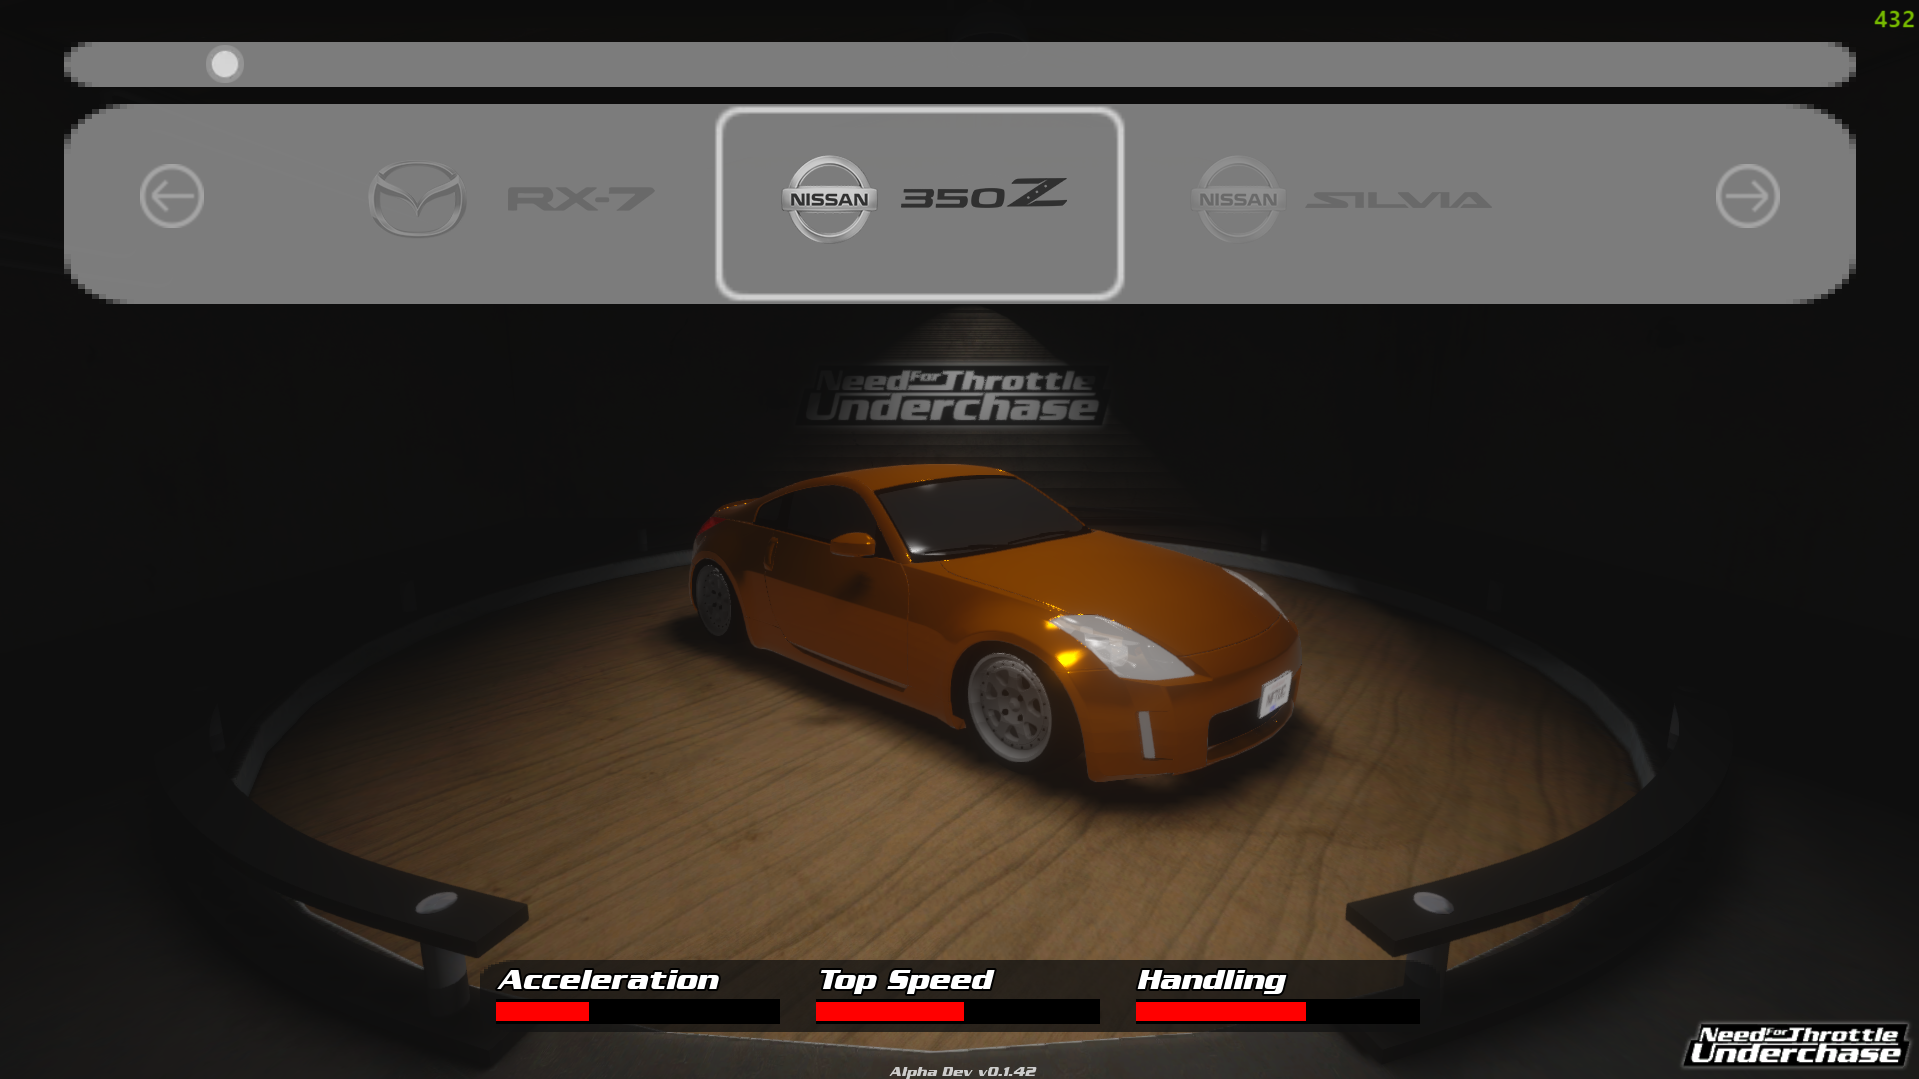 432
RX-7
NISSAN 350Z
NISSAN SILVIA
Need For Throttle
Underchase
Acceleration Top Speed Handling
Need For Throttle
Underchase
Alpha Dev v0.1.42